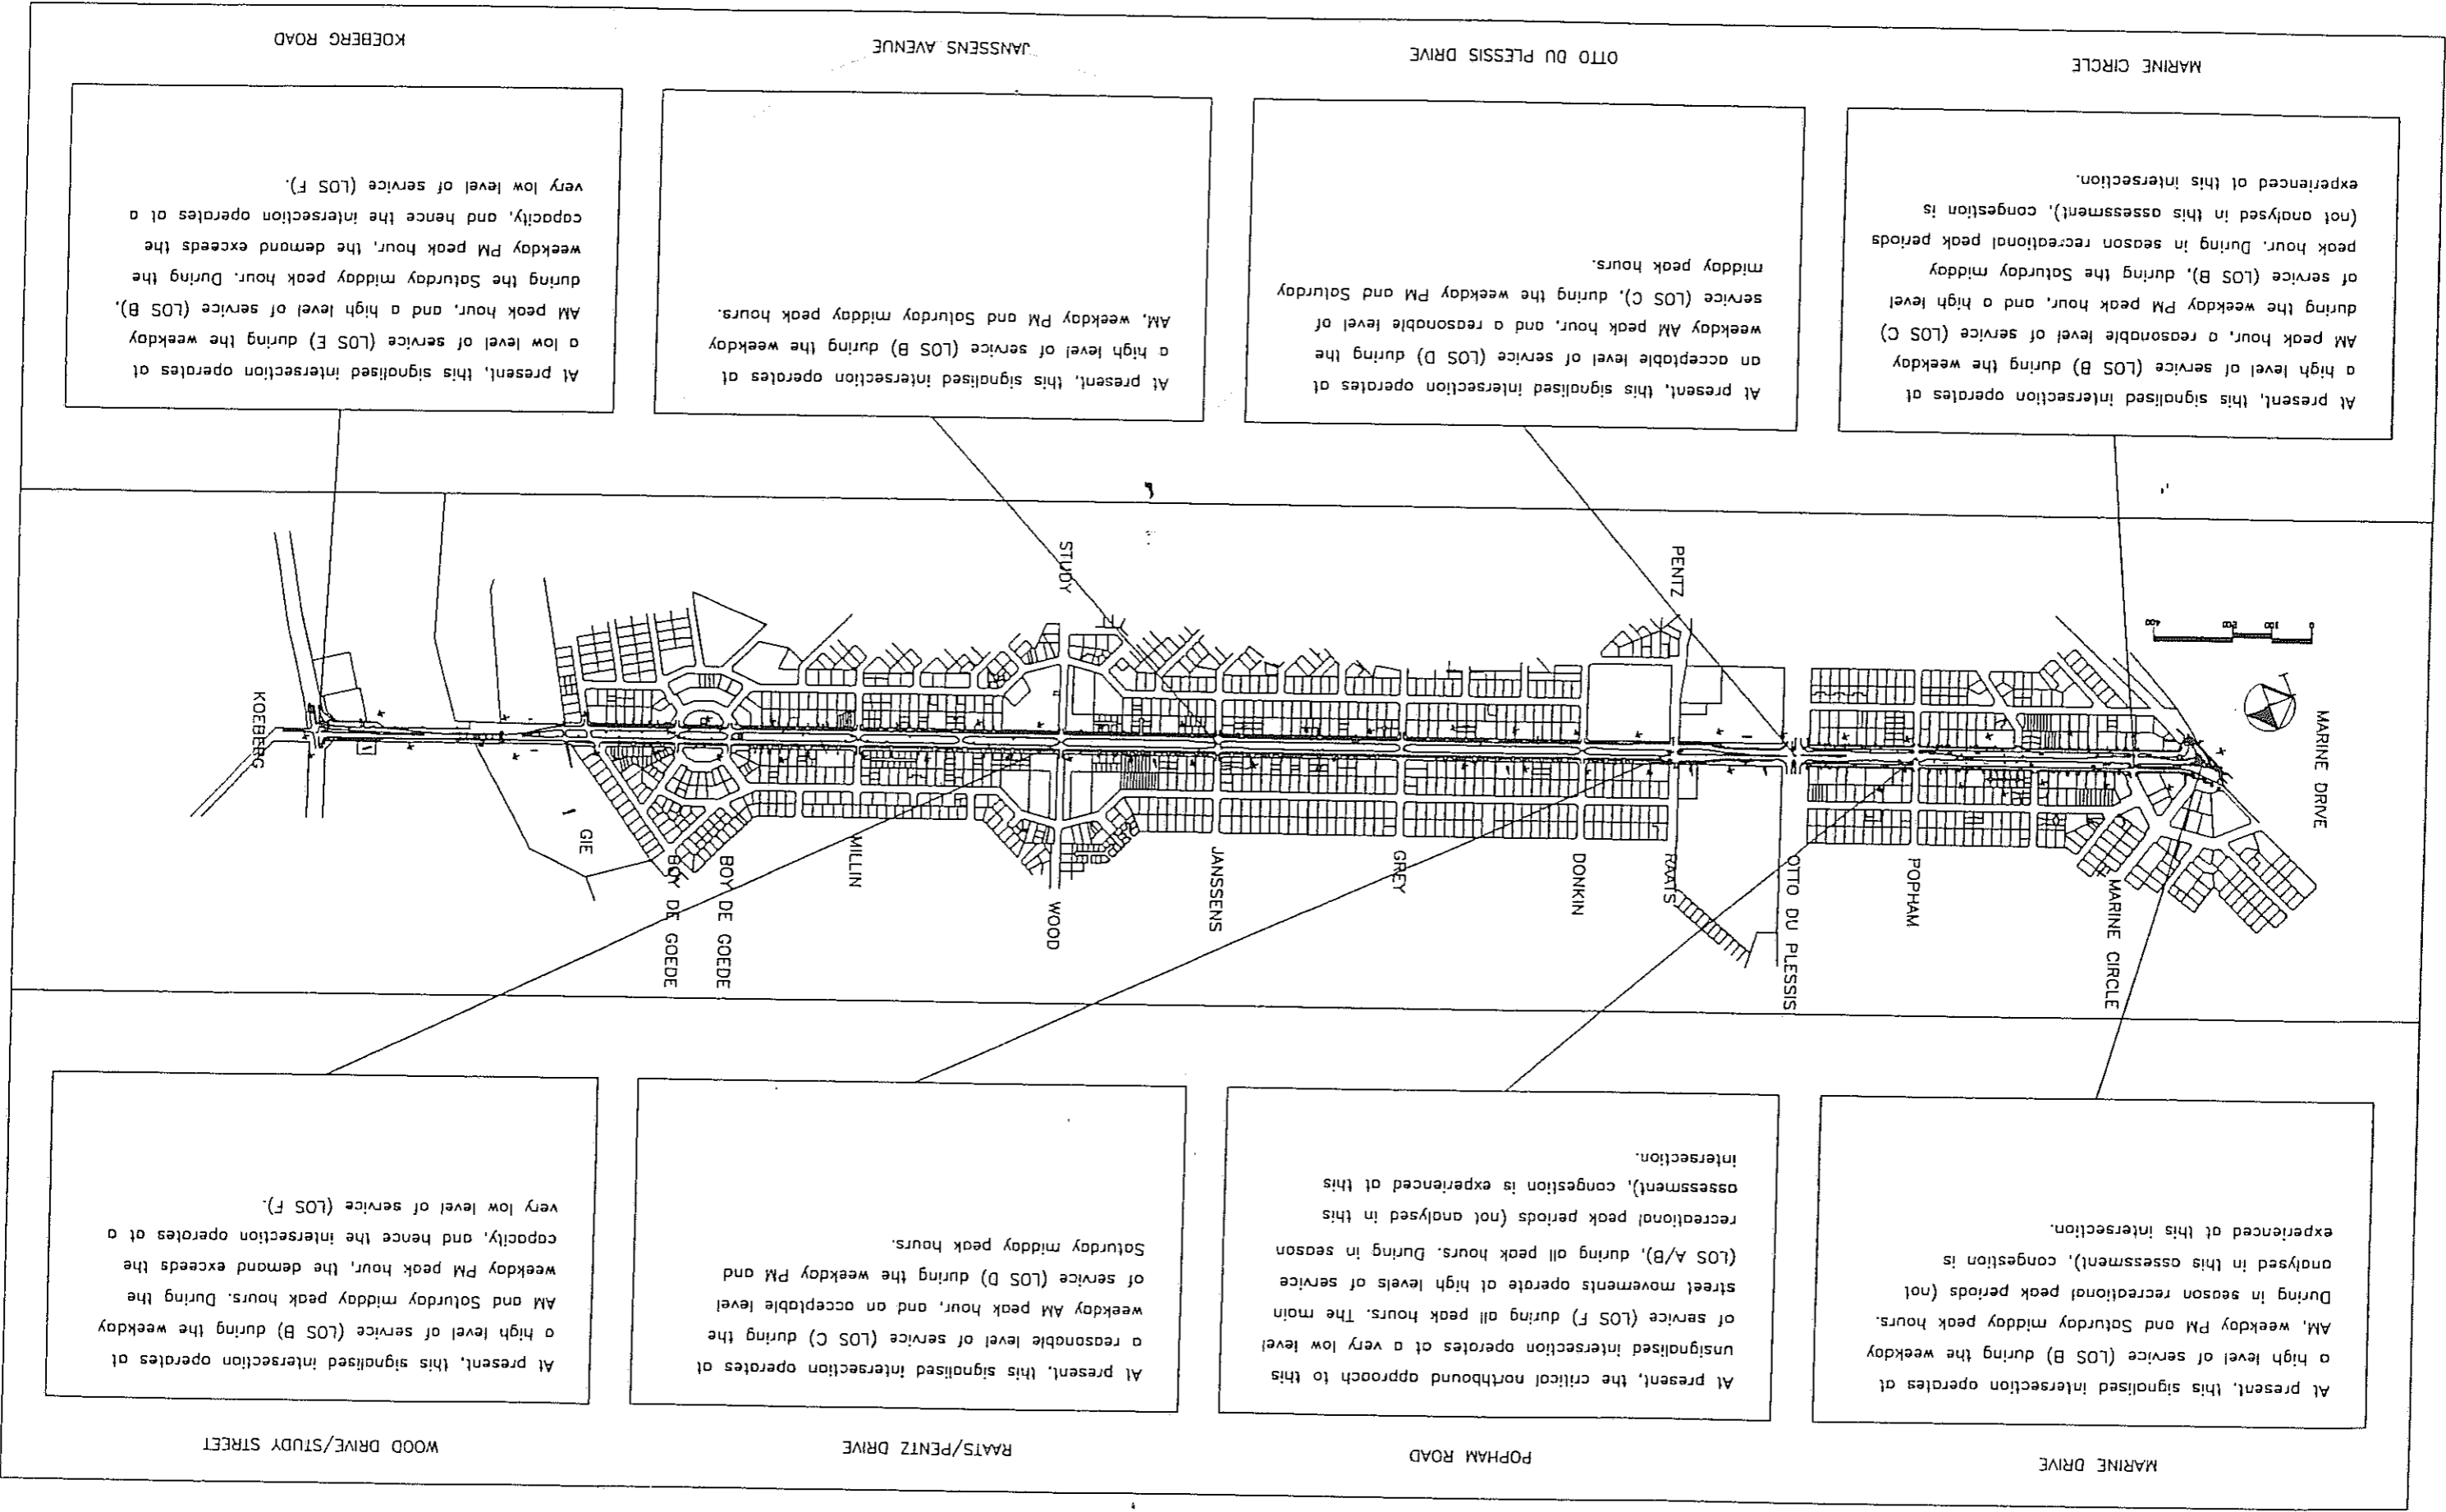 MARINE DRIVE
At present, this signalised intersection operates at
a high level of service (LOS B) during the weekday
AM, weekday PM and Saturday midday peak hours.
During in season recreational peak periods (not
analysed in this assessment), congestion is
experienced at this intersection.
POPHAM ROAD
At present, the critical northbound approach to this
unsignalised intersection operates at a very low level
of service (LOS F) during all peak hours. The main
street movements operate at high levels of service
(LOS A/B), during all peak hours. During in season
recreational peak periods (not analysed in this
assessment), congestion is experienced at this
intersection.
RAATS/PENTZ DRIVE
At present, this signalised intersection operates at
a reasonable level of service (LOS C) during the
weekday AM peak hour, and an acceptable level
of service (LOS D) during the weekday PM and
Saturday midday peak hours.
WOOD DRIVE/STUDY STREET
At present, this signalised intersection operates at
a high level of service (LOS B) during the weekday
AM and Saturday midday peak hours. During the
weekday PM peak hour, the demand exceeds the
capacity, and hence the intersection operates at a
very low level of service (LOS F).
MARINE DRIVE
MARINE CIRCLE
POPHAM
OTTO DU PLESSIS
RAATS
DONKIN
GREY
JANSSENS
WOOD
MILLIN
BOY DE GOEDE
BOY DE GOEDE
GIE
KOEBERG
PENTZ
STUDY
0 100 200 400
MARINE CIRCLE
At present, this signalised intersection operates at
a high level of service (LOS B) during the weekday
AM peak hour, a reasonable level of service (LOS C)
during the weekday PM peak hour, and a high level
of service (LOS B), during the Saturday midday
peak hour. During in season recreational peak periods
(not analysed in this assessment), congestion is
experienced at this intersection.
OTTO DU PLESSIS DRIVE
At present, this signalised intersection operates at
an acceptable level of service (LOS D) during the
weekday AM peak hour, and a reasonable level of
service (LOS C), during the weekday PM and Saturday
midday peak hours.
JANSSENS AVENUE
At present, this signalised intersection operates at
a high level of service (LOS B) during the weekday
AM, weekday PM and Saturday midday peak hours.
KOEBERG ROAD
At present, this signalised intersection operates at
a low level of service (LOS E) during the weekday
AM peak hour, and a high level of service (LOS B),
during the Saturday midday peak hour. During the
weekday PM peak hour, the demand exceeds the
capacity, and hence the intersection operates at a
very low level of service (LOS F).